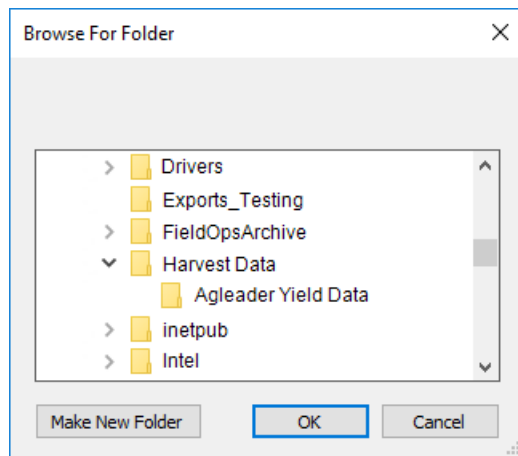 Browse For Folder
Drivers
Exports_Testing
FieldOpsArchive
Harvest Data
Agleader Yield Data
inetpub
Intel
Make New Folder
OK
Cancel